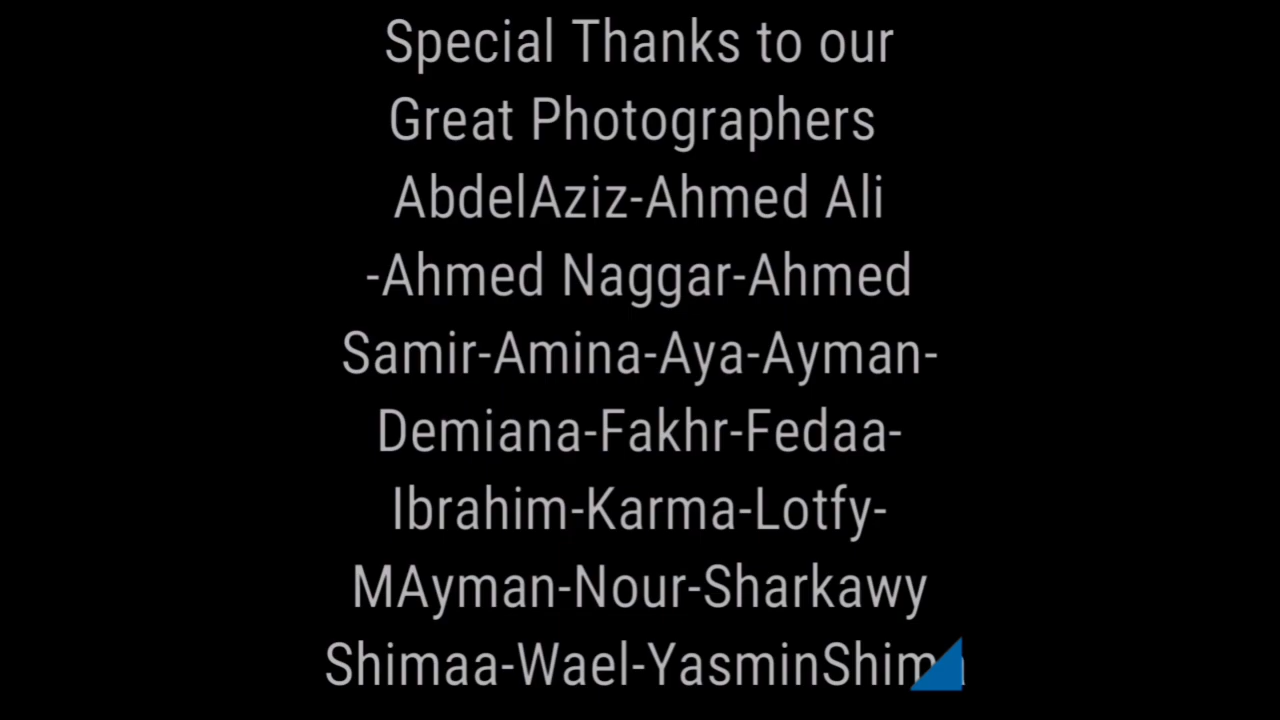 Special Thanks to our
Great Photographers
AbdelAziz-Ahmed Ali
-Ahmed Naggar-Ahmed
Samir-Amina-Aya-Ayman-
Demiana-Fakhr-Fedaa-
Ibrahim-Karma-Lotfy-
MAyman-Nour-Sharkawy
Shimaa-Wael-YasminShima